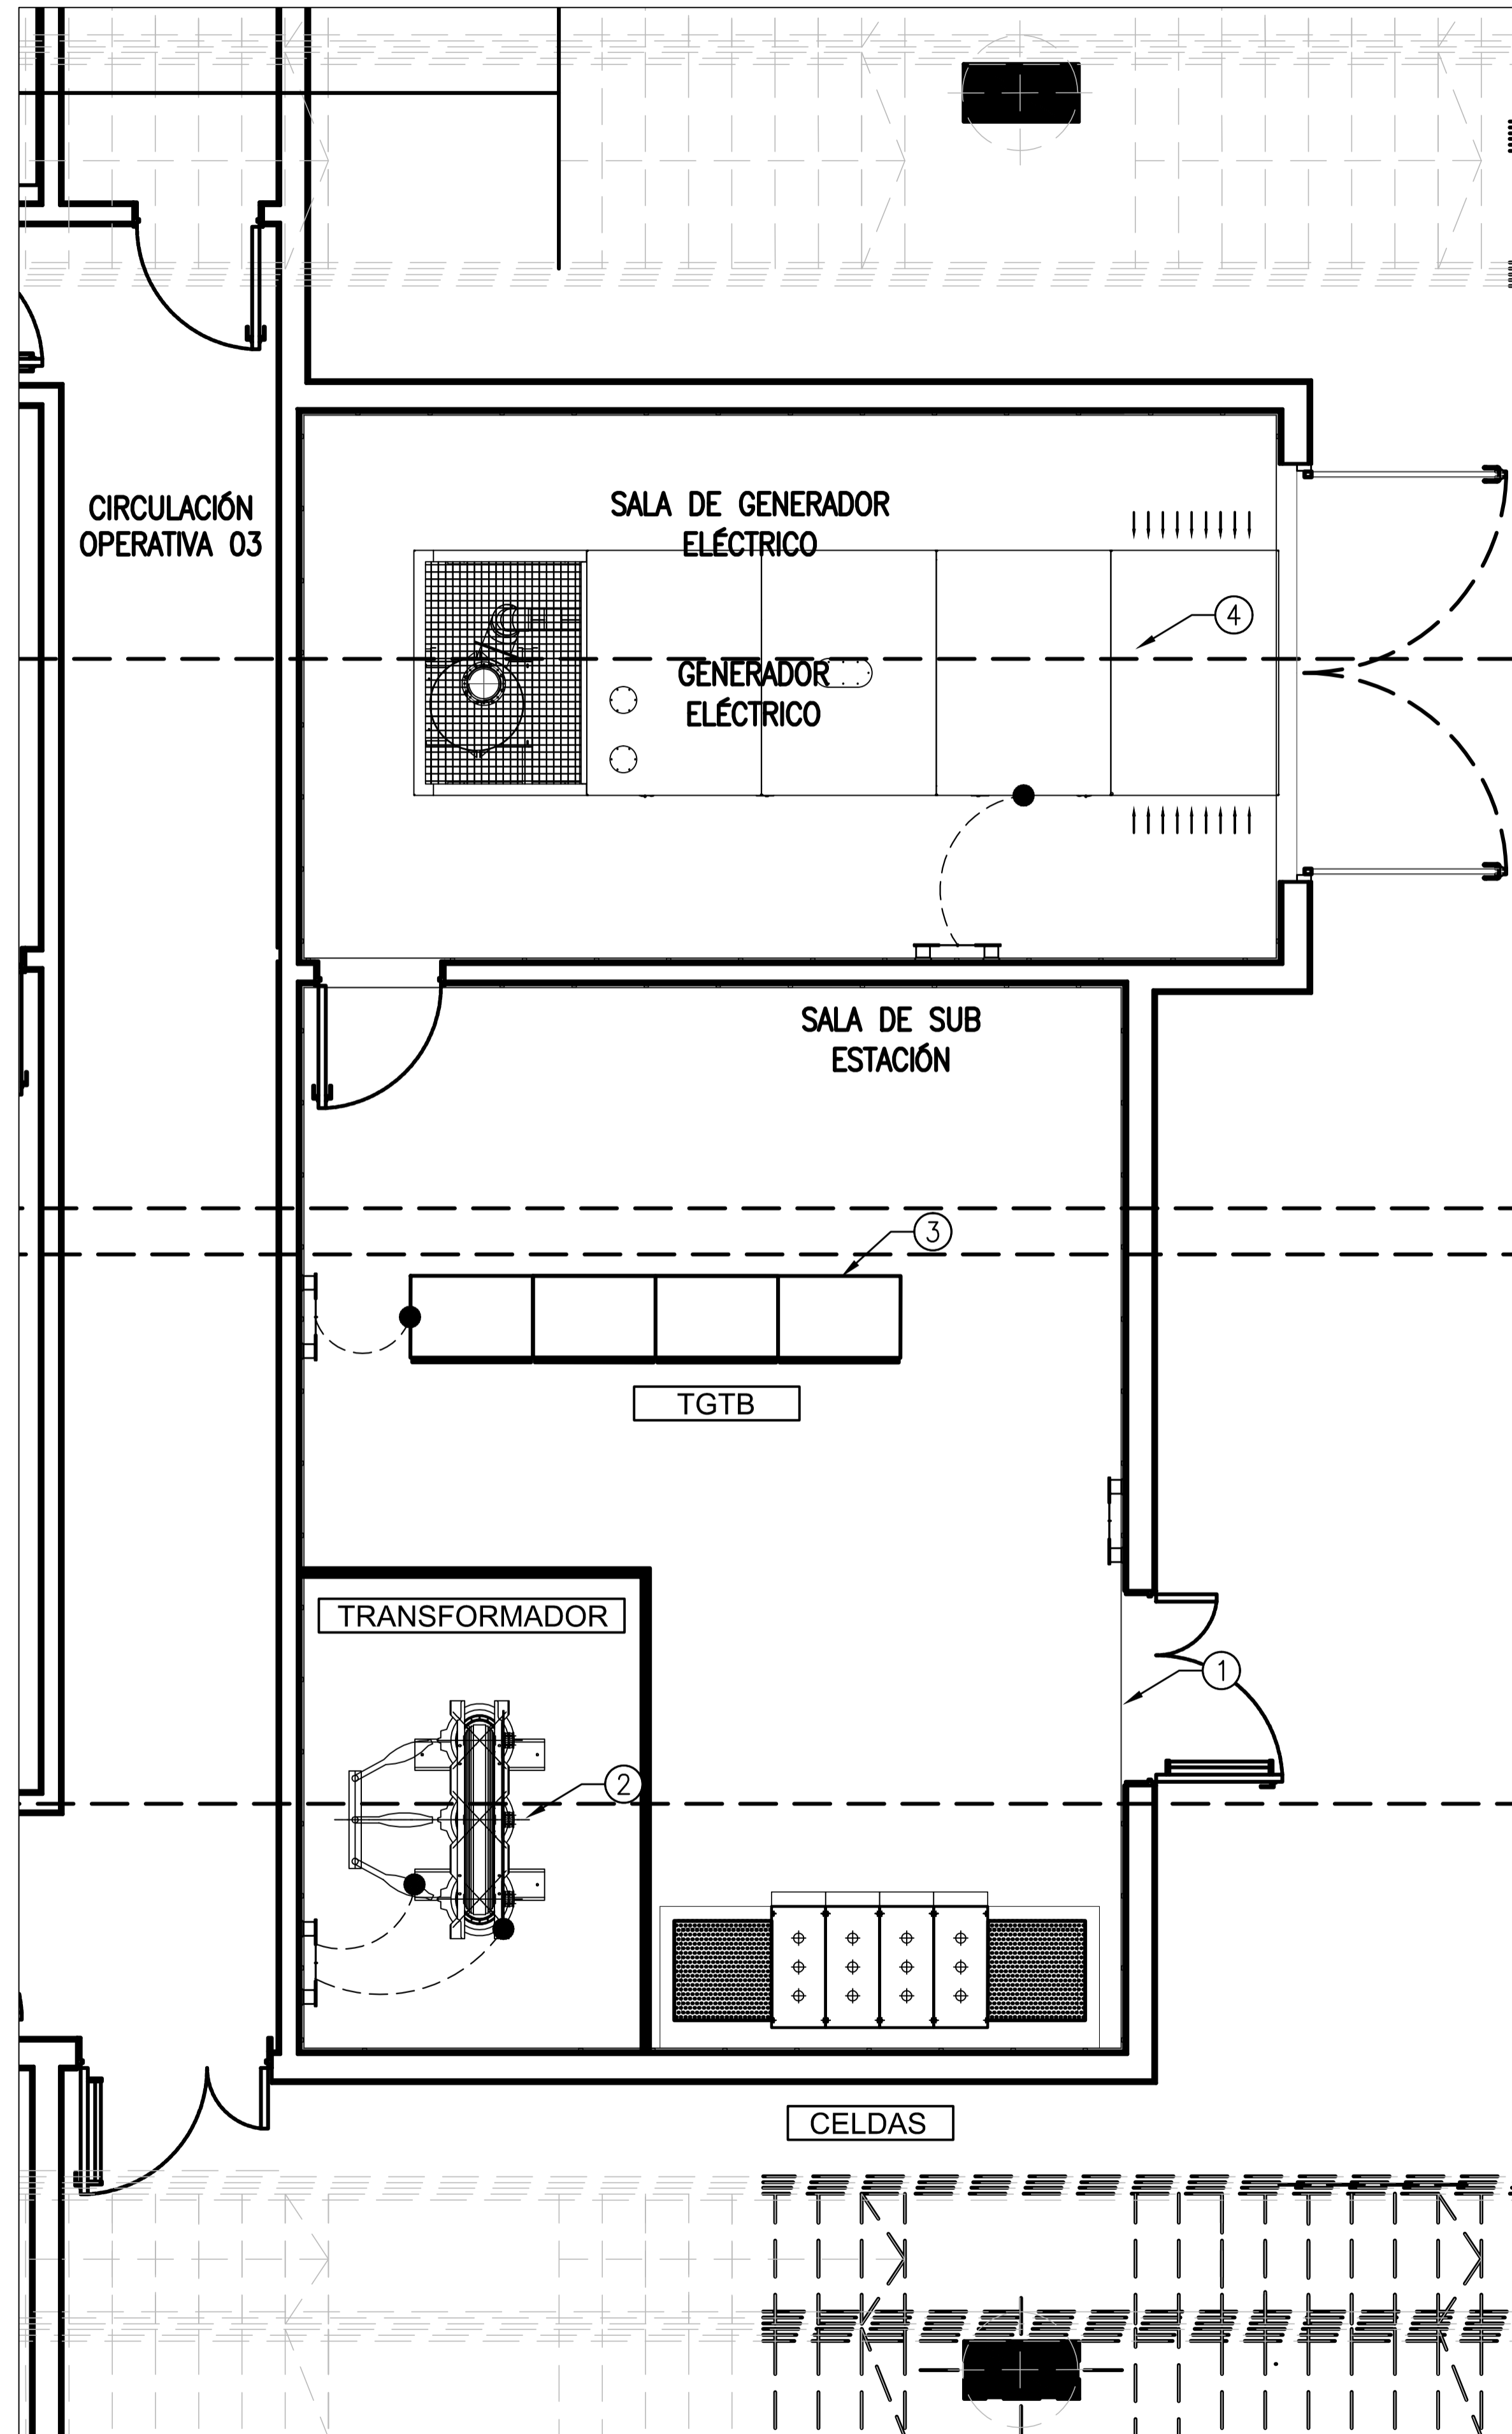 CIRCULACIÓN
OPERATIVA 03
SALA DE GENERADOR
ELÉCTRICO
4
GENERADOR
ELÉCTRICO
SALA DE SUB
ESTACIÓN
3
TGTB
TRANSFORMADOR
1
2
CELDAS